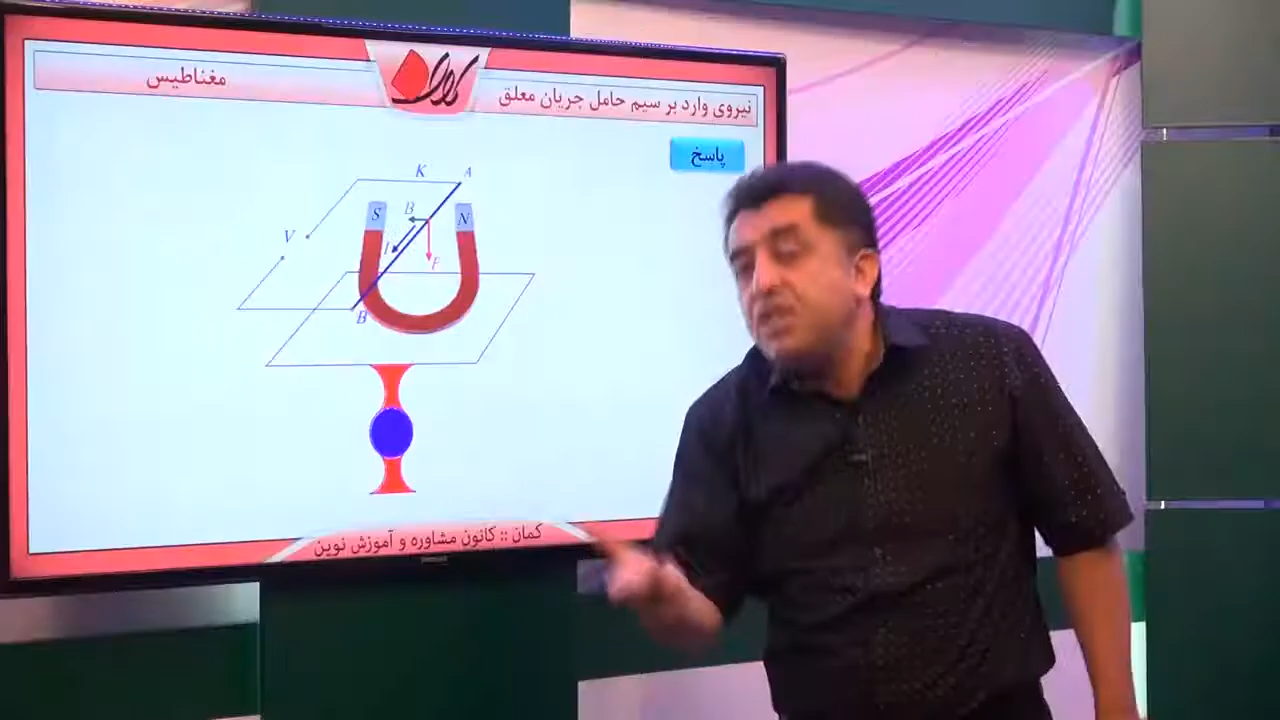 نیروی وارد بر سیم حامل جریان معلق
مغناطیس
پاسخ
K
A
S
B
N
V
I
F
B
کمان :: کانون مشاوره و آموزش نوین